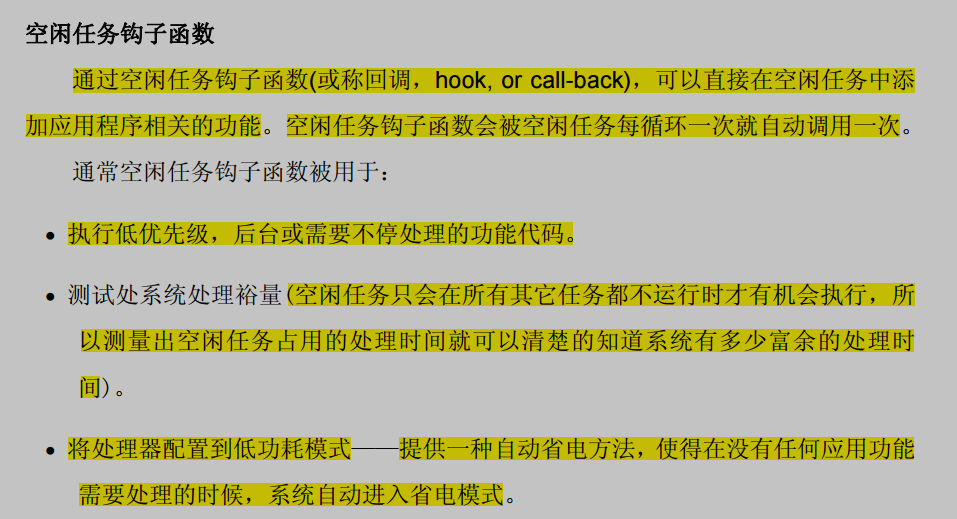 空闲任务钩子函数
通过空闲任务钩子函数(或称回调，hook, or call-back)，可以直接在空闲任务中添
加应用程序相关的功能。空闲任务钩子函数会被空闲任务每循环一次就自动调用一次。
通常空闲任务钩子函数被用于：
• 执行低优先级，后台或需要不停处理的功能代码。
• 测试处系统处理裕量(空闲任务只会在所有其它任务都不运行时才有机会执行，所
以测量出空闲任务占用的处理时间就可以清楚的知道系统有多少富余的处理时
间)。
• 将处理器配置到低功耗模式——提供一种自动省电方法，使得在没有任何应用功能
需要处理的时候，系统自动进入省电模式。